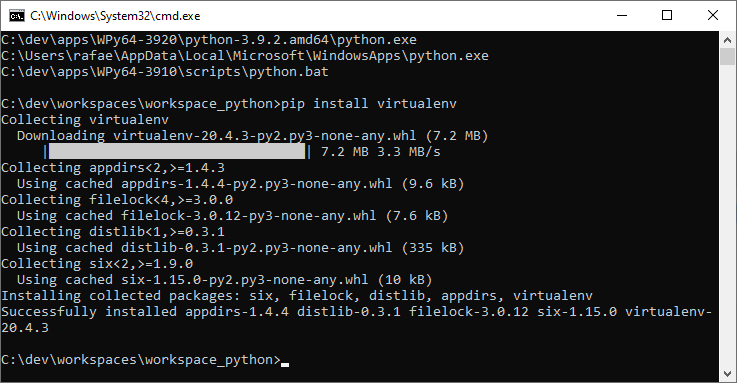 C:\Windows\System32\cmd.exe
C:\dev\apps\WPy64-3920\python-3.9.2.amd64\python.exe
C:\Users\rafae\AppData\Local\Microsoft\WindowsApps\python.exe
C:\dev\apps\WPy64-3910\scripts\python.bat
C:\dev\workspaces\workspace_python>pip install virtualenv
Collecting virtualenv
  Downloading virtualenv-20.4.3-py2.py3-none-any.whl (7.2 MB)
     |████████████████████████████████| 7.2 MB 3.3 MB/s
Collecting appdirs<2,>=1.4.3
  Using cached appdirs-1.4.4-py2.py3-none-any.whl (9.6 kB)
Collecting filelock<4,>=3.0.0
  Using cached filelock-3.0.12-py3-none-any.whl (7.6 kB)
Collecting distlib<1,>=0.3.1
  Using cached distlib-0.3.1-py2.py3-none-any.whl (335 kB)
Collecting six<2,>=1.9.0
  Using cached six-1.15.0-py2.py3-none-any.whl (10 kB)
Installing collected packages: six, filelock, distlib, appdirs, virtualenv
Successfully installed appdirs-1.4.4 distlib-0.3.1 filelock-3.0.12 six-1.15.0 virtualenv-
20.4.3
C:\dev\workspaces\workspace_python>